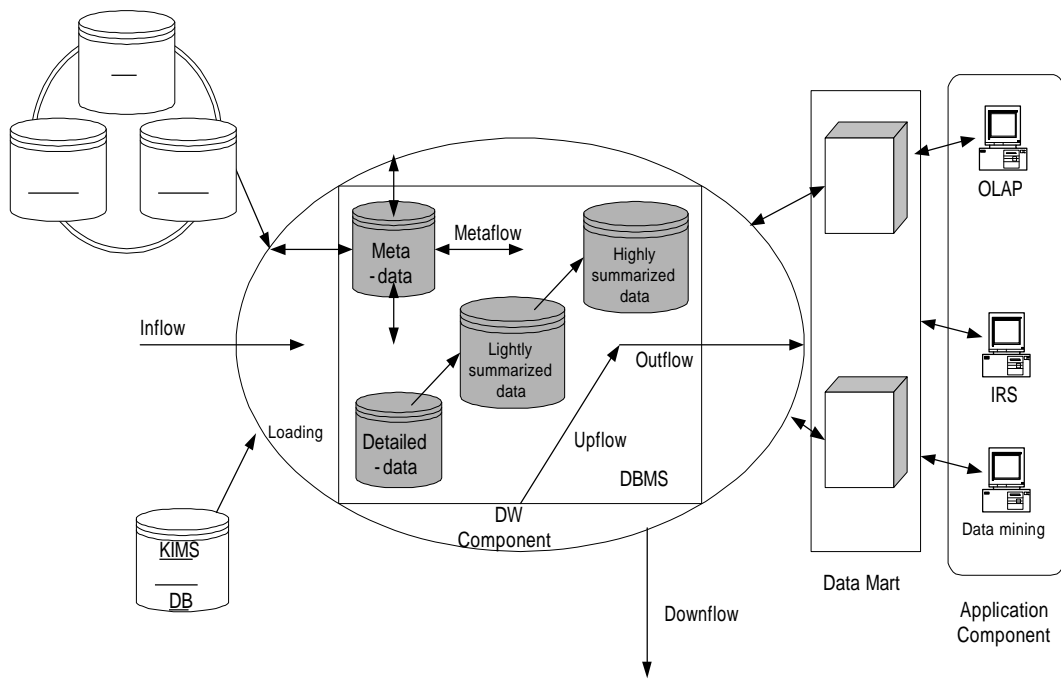 OLAP
Metaflow
Meta
-data
Highly
summarized
data
Inflow
Lightly
summarized
data
Outflow
IRS
Loading
Detailed
-data
Upflow
DBMS
DW
Component
Data mining
KIMS
DB
Data Mart
Downflow
Application
Component